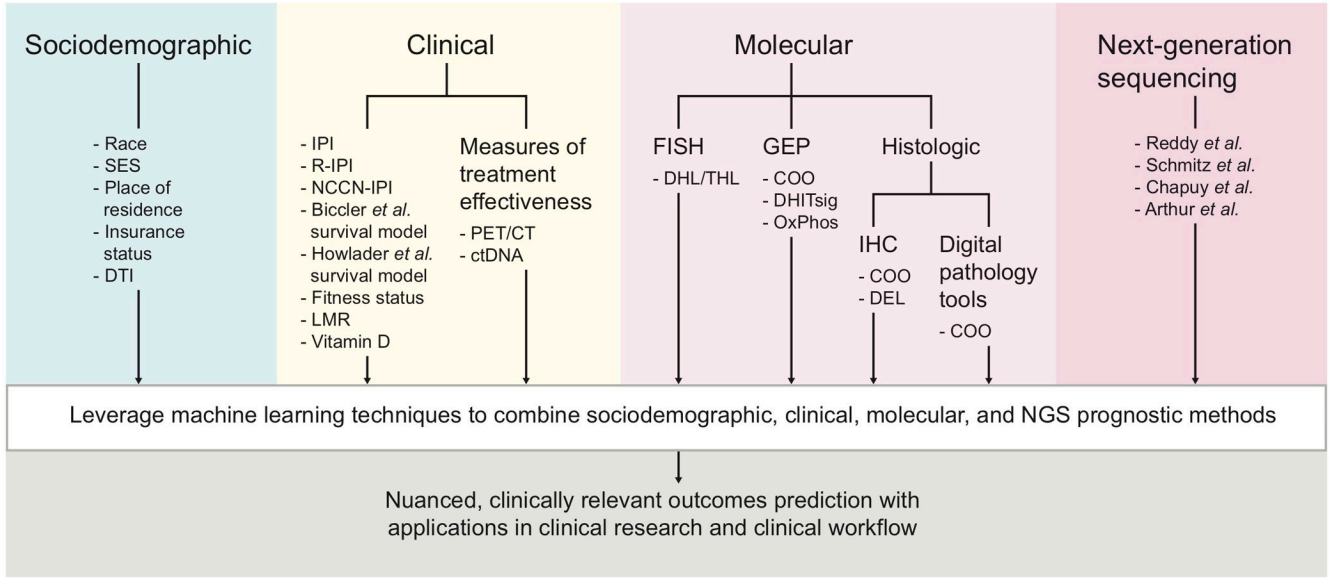 Sociodemographic
- Race
- SES
- Place of
residence
- Insurance
status
- DTI
Clinical
- IPI
- R-IPI
- NCCN-IPI
- Biccler et al.
survival model
- Howlader et al.
survival model
- Fitness status
- LMR
- Vitamin D
Measures of
treatment
effectiveness
- PET/CT
- ctDNA
Molecular
FISH
- DHL/THL
GEP
- COO
- DHITsig
- OxPhos
Histologic
IHC
- COO
- DEL
Digital
pathology
tools
- COO
Next-generation
sequencing
- Reddy et al.
- Schmitz et al.
- Chapuy et al.
- Arthur et al.
Leverage machine learning techniques to combine sociodemographic, clinical, molecular, and NGS prognostic methods
Nuanced, clinically relevant outcomes prediction with
applications in clinical research and clinical workflow